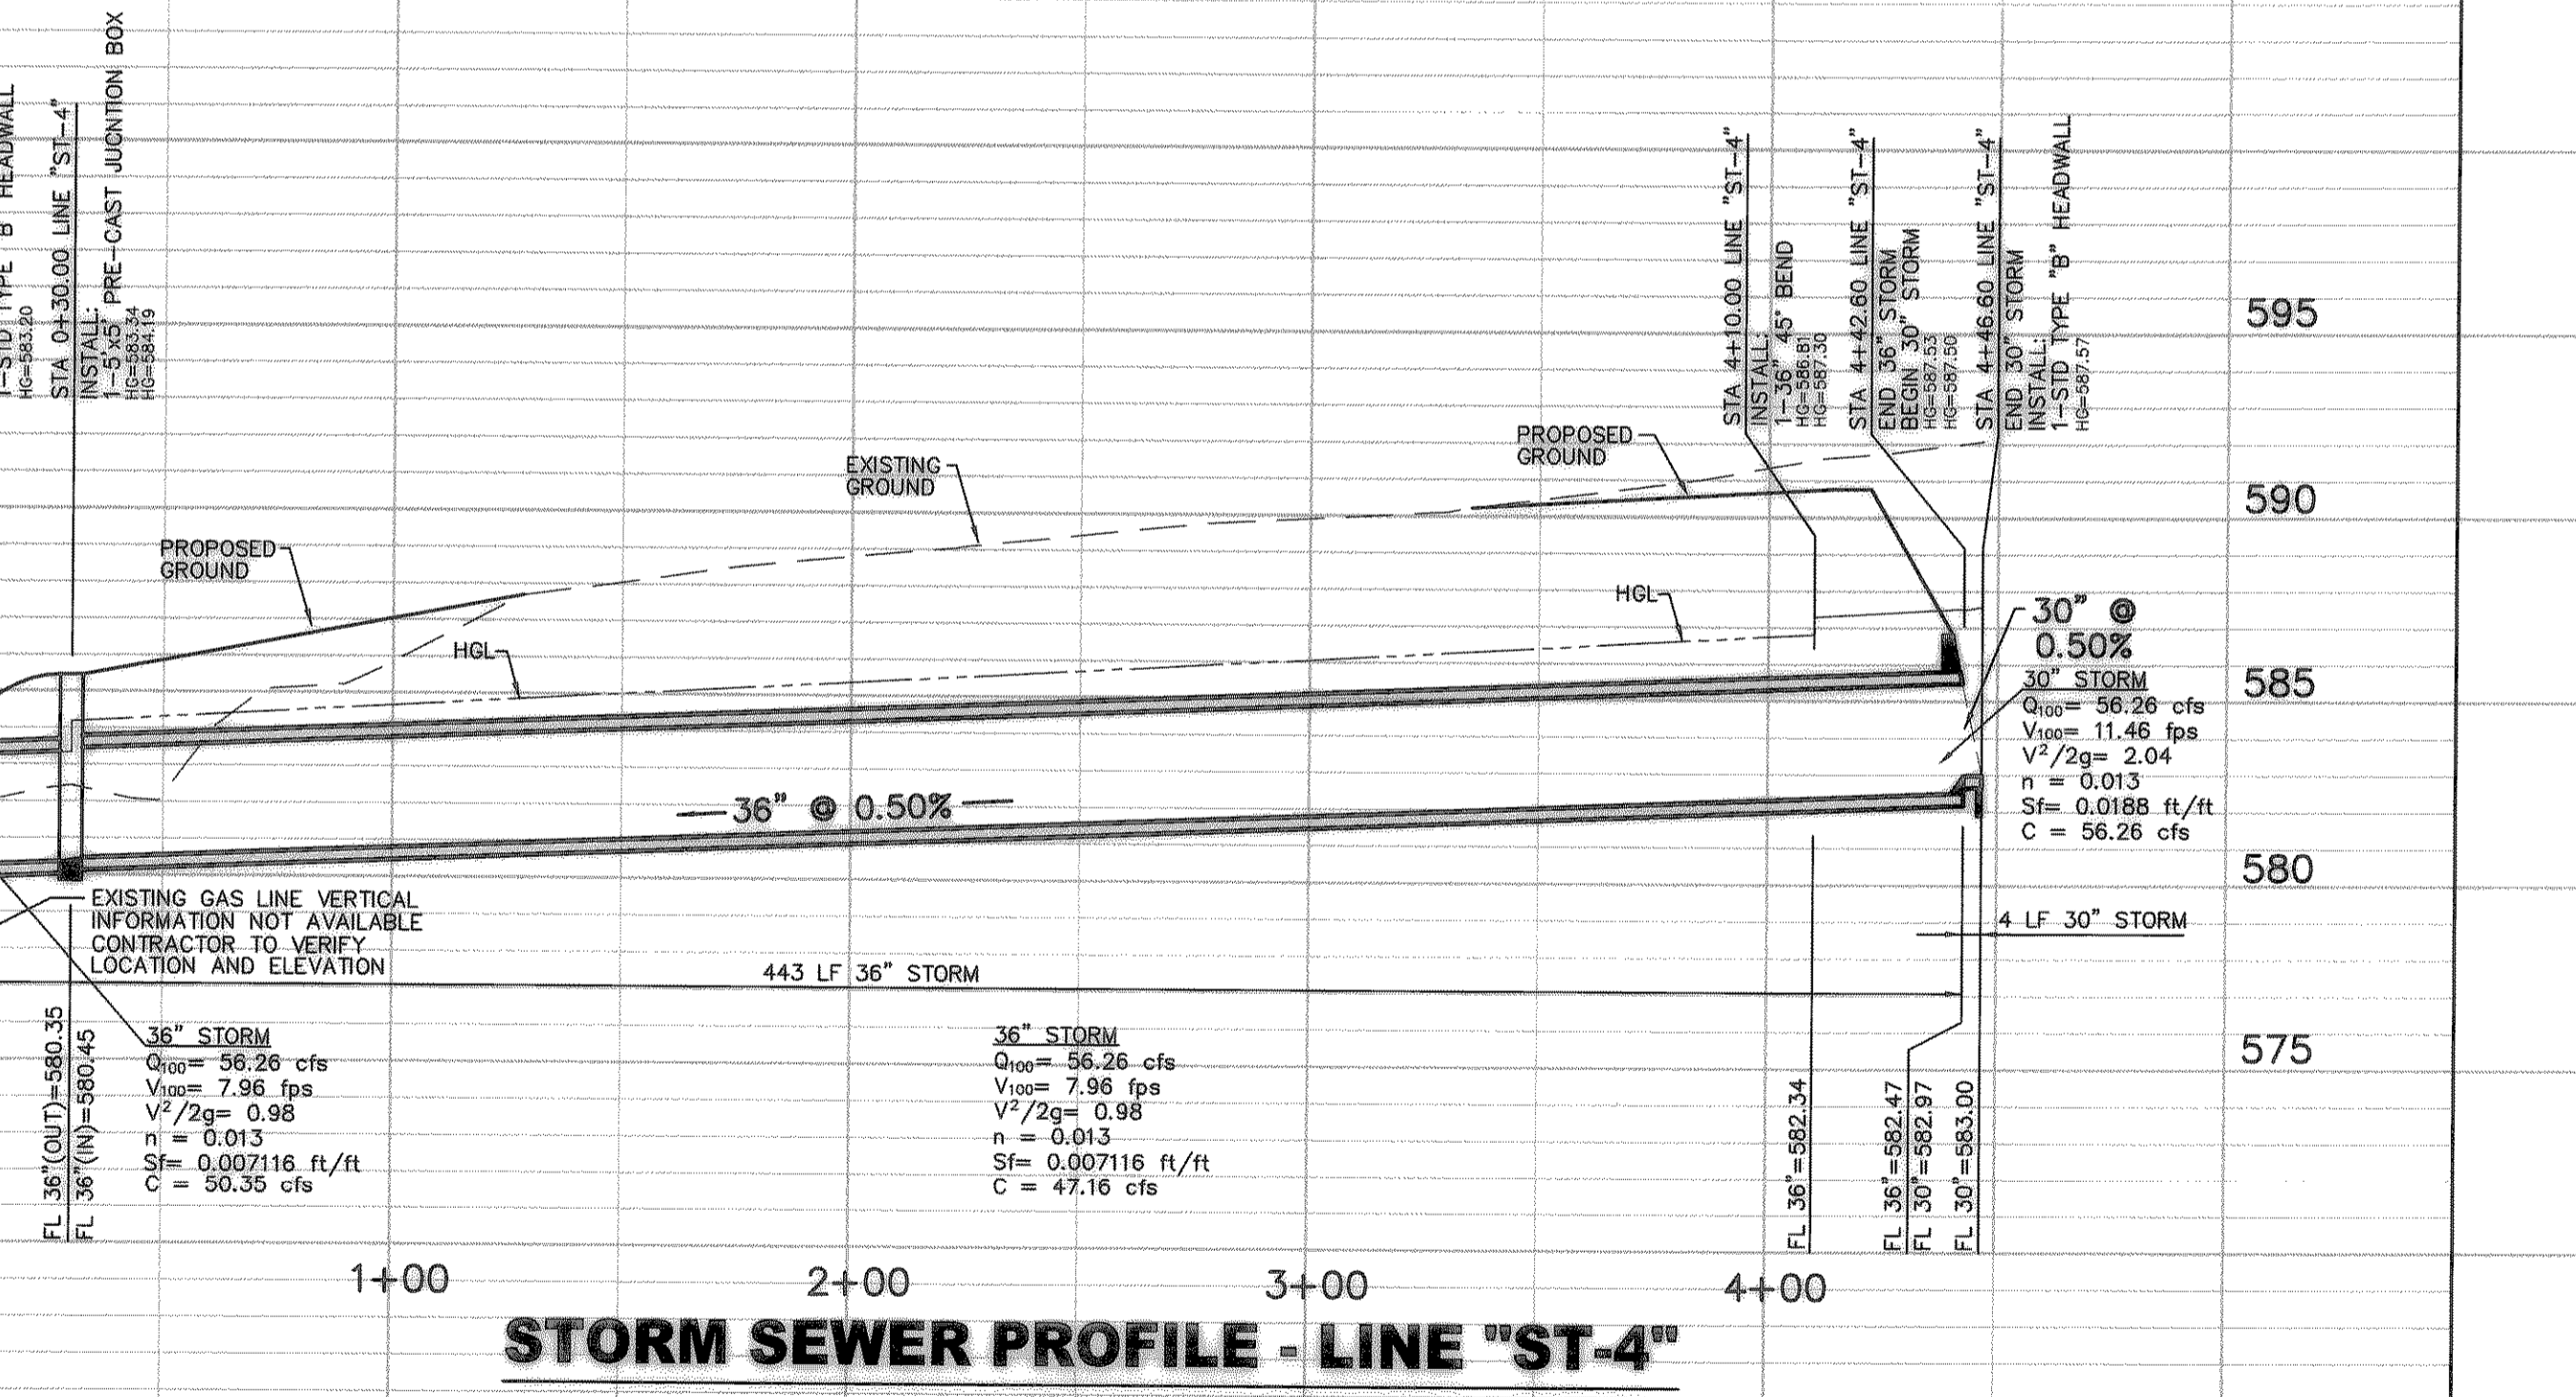 1-STD TYPE "B" HEADWALL
HG=583.20
STA 0+30.00 LINE "ST-4"
INSTALL:
1-5'x5' PRE-CAST JUCNTION BOX
HG=583.34
HG=584.19
STA 4+10.00 LINE "ST-4"
INSTALL:
1-36" 45° BEND
HG=586.81
HG=587.30
STA 4+42.60 LINE "ST-4"
END 36" STORM
BEGIN 30" STORM
HG=587.53
HG=587.50
STA 4+46.60 LINE "ST-4"
END 30" STORM
INSTALL:
1-STD TYPE "B" HEADWALL
HG=587.57
595
590
585
580
575
PROPOSED
GROUND
EXISTING
GROUND
PROPOSED
GROUND
HGL
HGL
30" @
0.50%
30" STORM
Q100= 56.26 cfs
V100= 11.46 fps
V²/2g= 2.04
n = 0.013
Sf= 0.0188 ft/ft
C = 56.26 cfs
36" @ 0.50%
EXISTING GAS LINE VERTICAL
INFORMATION NOT AVAILABLE
CONTRACTOR TO VERIFY
LOCATION AND ELEVATION
443 LF 36" STORM
4 LF 30" STORM
FL 36"(OUT)=580.35
FL 36"(IN)=580.45
36" STORM
Q100= 56.26 cfs
V100= 7.96 fps
V²/2g= 0.98
n = 0.013
Sf= 0.007116 ft/ft
C = 50.35 cfs
36" STORM
Q100= 56.26 cfs
V100= 7.96 fps
V²/2g= 0.98
n = 0.013
Sf= 0.007116 ft/ft
C = 47.16 cfs
FL 36"=582.34
FL 36"=582.47
FL 30"=582.97
FL 30"=583.00
1+00
2+00
3+00
4+00
STORM SEWER PROFILE - LINE "ST-4"